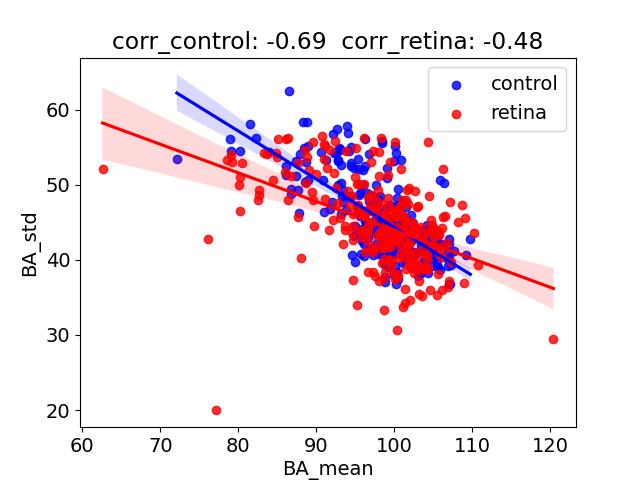 corr_control: -0.69  corr_retina: -0.48
control
retina
BA_std
60
50
40
30
20
60 70 80 90 100 110 120
BA_mean